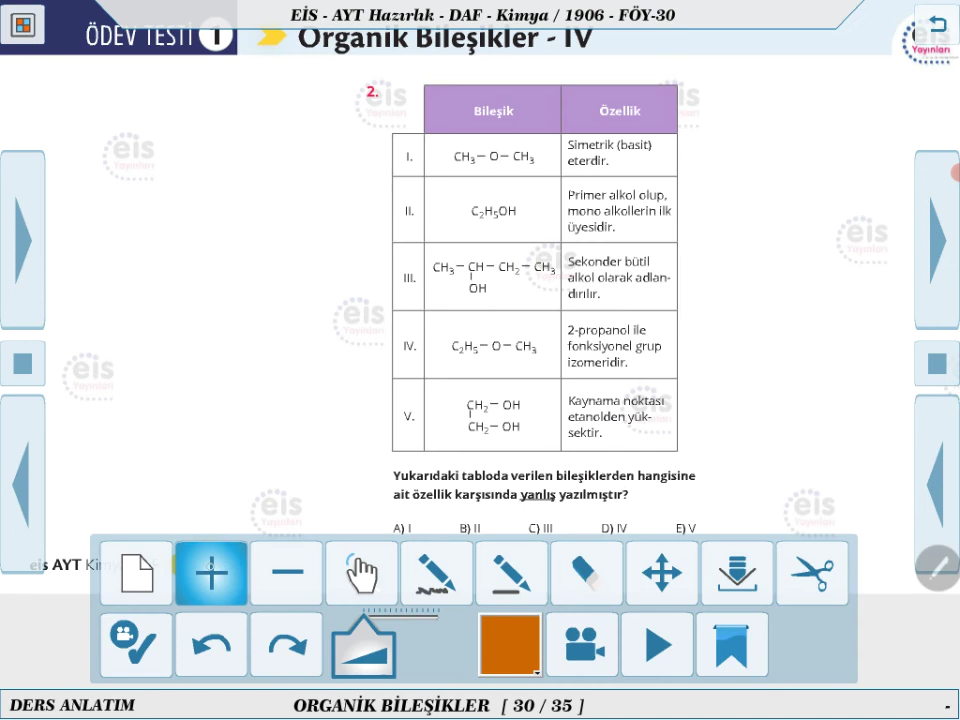 EİS - AYT Hazırlık - DAF - Kimya / 1906 - FÖY-30
ÖDEV TESTİ 1
Organik Bileşikler - IV
eis
Yayınları
2.
Bileşik
Özellik
I.
CH₃ — O — CH₃
Simetrik (basit)
eterdir.
II.
C₂H₅OH
Primer alkol olup,
mono alkollerin ilk
üyesidir.
III.
CH₃ — CH — CH₂ — CH₃
OH
Sekonder bütil
alkol olarak adlan-
dırılır.
IV.
C₂H₅ — O — CH₃
2-propanol ile
fonksiyonel grup
izomeridir.
V.
CH₂ — OH
CH₂ — OH
Kaynama noktası
etanolden yük-
sektir.
Yukarıdaki tabloda verilen bileşiklerden hangisine
ait özellik karşısında yanlış yazılmıştır?
A) I B) II C) III D) IV E) V
eis AYT
DERS ANLATIM
ORGANİK BİLEŞİKLER [ 30 / 35 ]
-